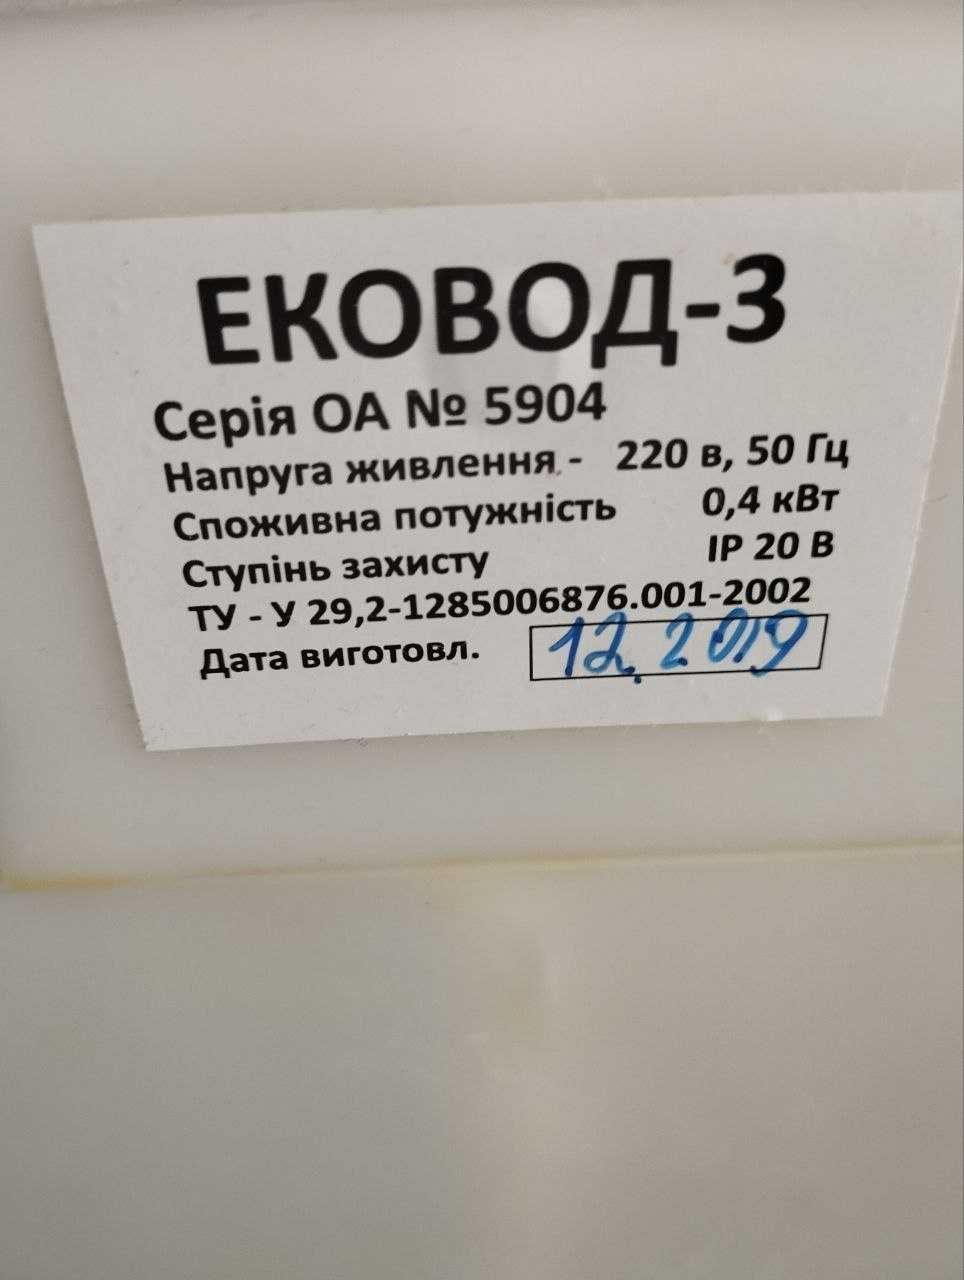 ЕКОВОД-3
Серія ОА № 5904
Напруга живлення - 220 в, 50 Гц
Споживна потужність 0,4 кВт
Ступінь захисту IP 20 В
ТУ - У 29,2-1285006876.001-2002
Дата виготовл. 12.2019